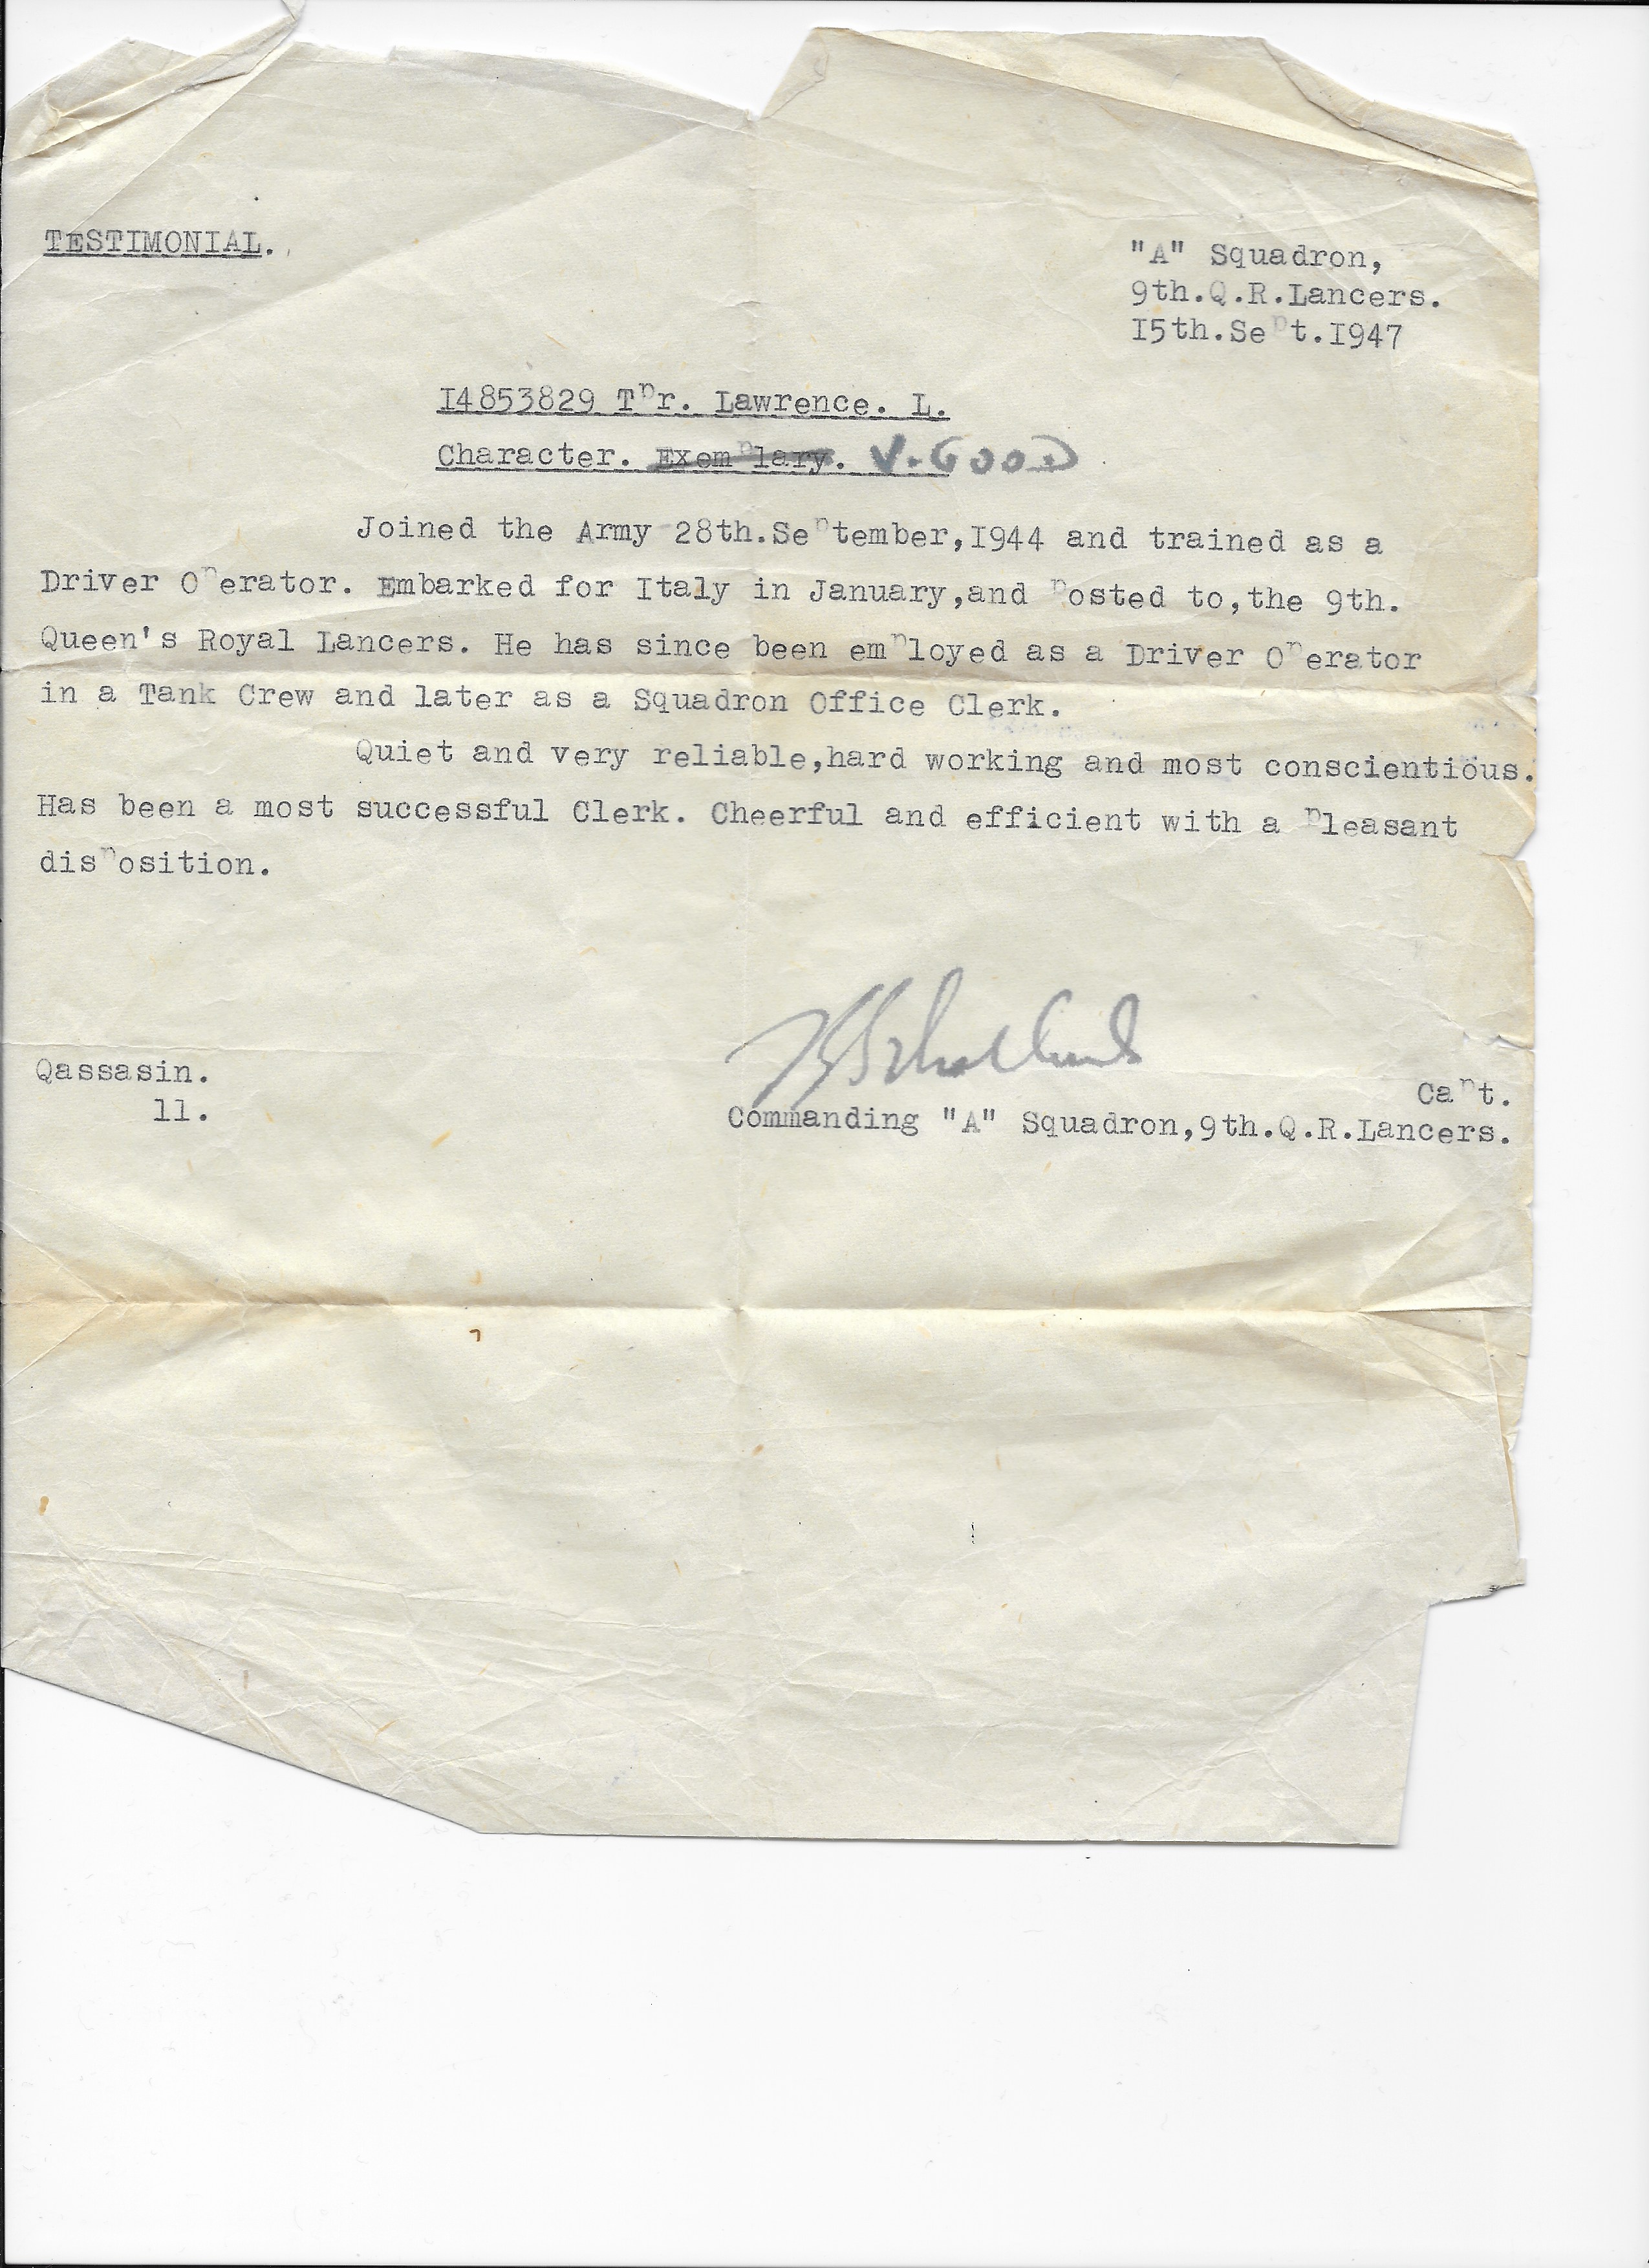 TESTIMONIAL.
"A" Squadron,
9th.Q.R.Lancers.
I5th.Sept.I947
I4853829 Tpr. Lawrence. L.
Character. Exemplary. V.GOOD
Joined the Army 28th.September,I944 and trained as a
Driver Operator. Embarked for Italy in January,and posted to,the 9th.
Queen's Royal Lancers. He has since been employed as a Driver Operator
in a Tank Crew and later as a Squadron Office Clerk.
Quiet and very reliable,hard working and most conscientious.
Has been a most successful Clerk. Cheerful and efficient with a pleasant
disposition.
Qassasin.
11.
Capt.
Commanding "A" Squadron,9th.Q.R.Lancers.